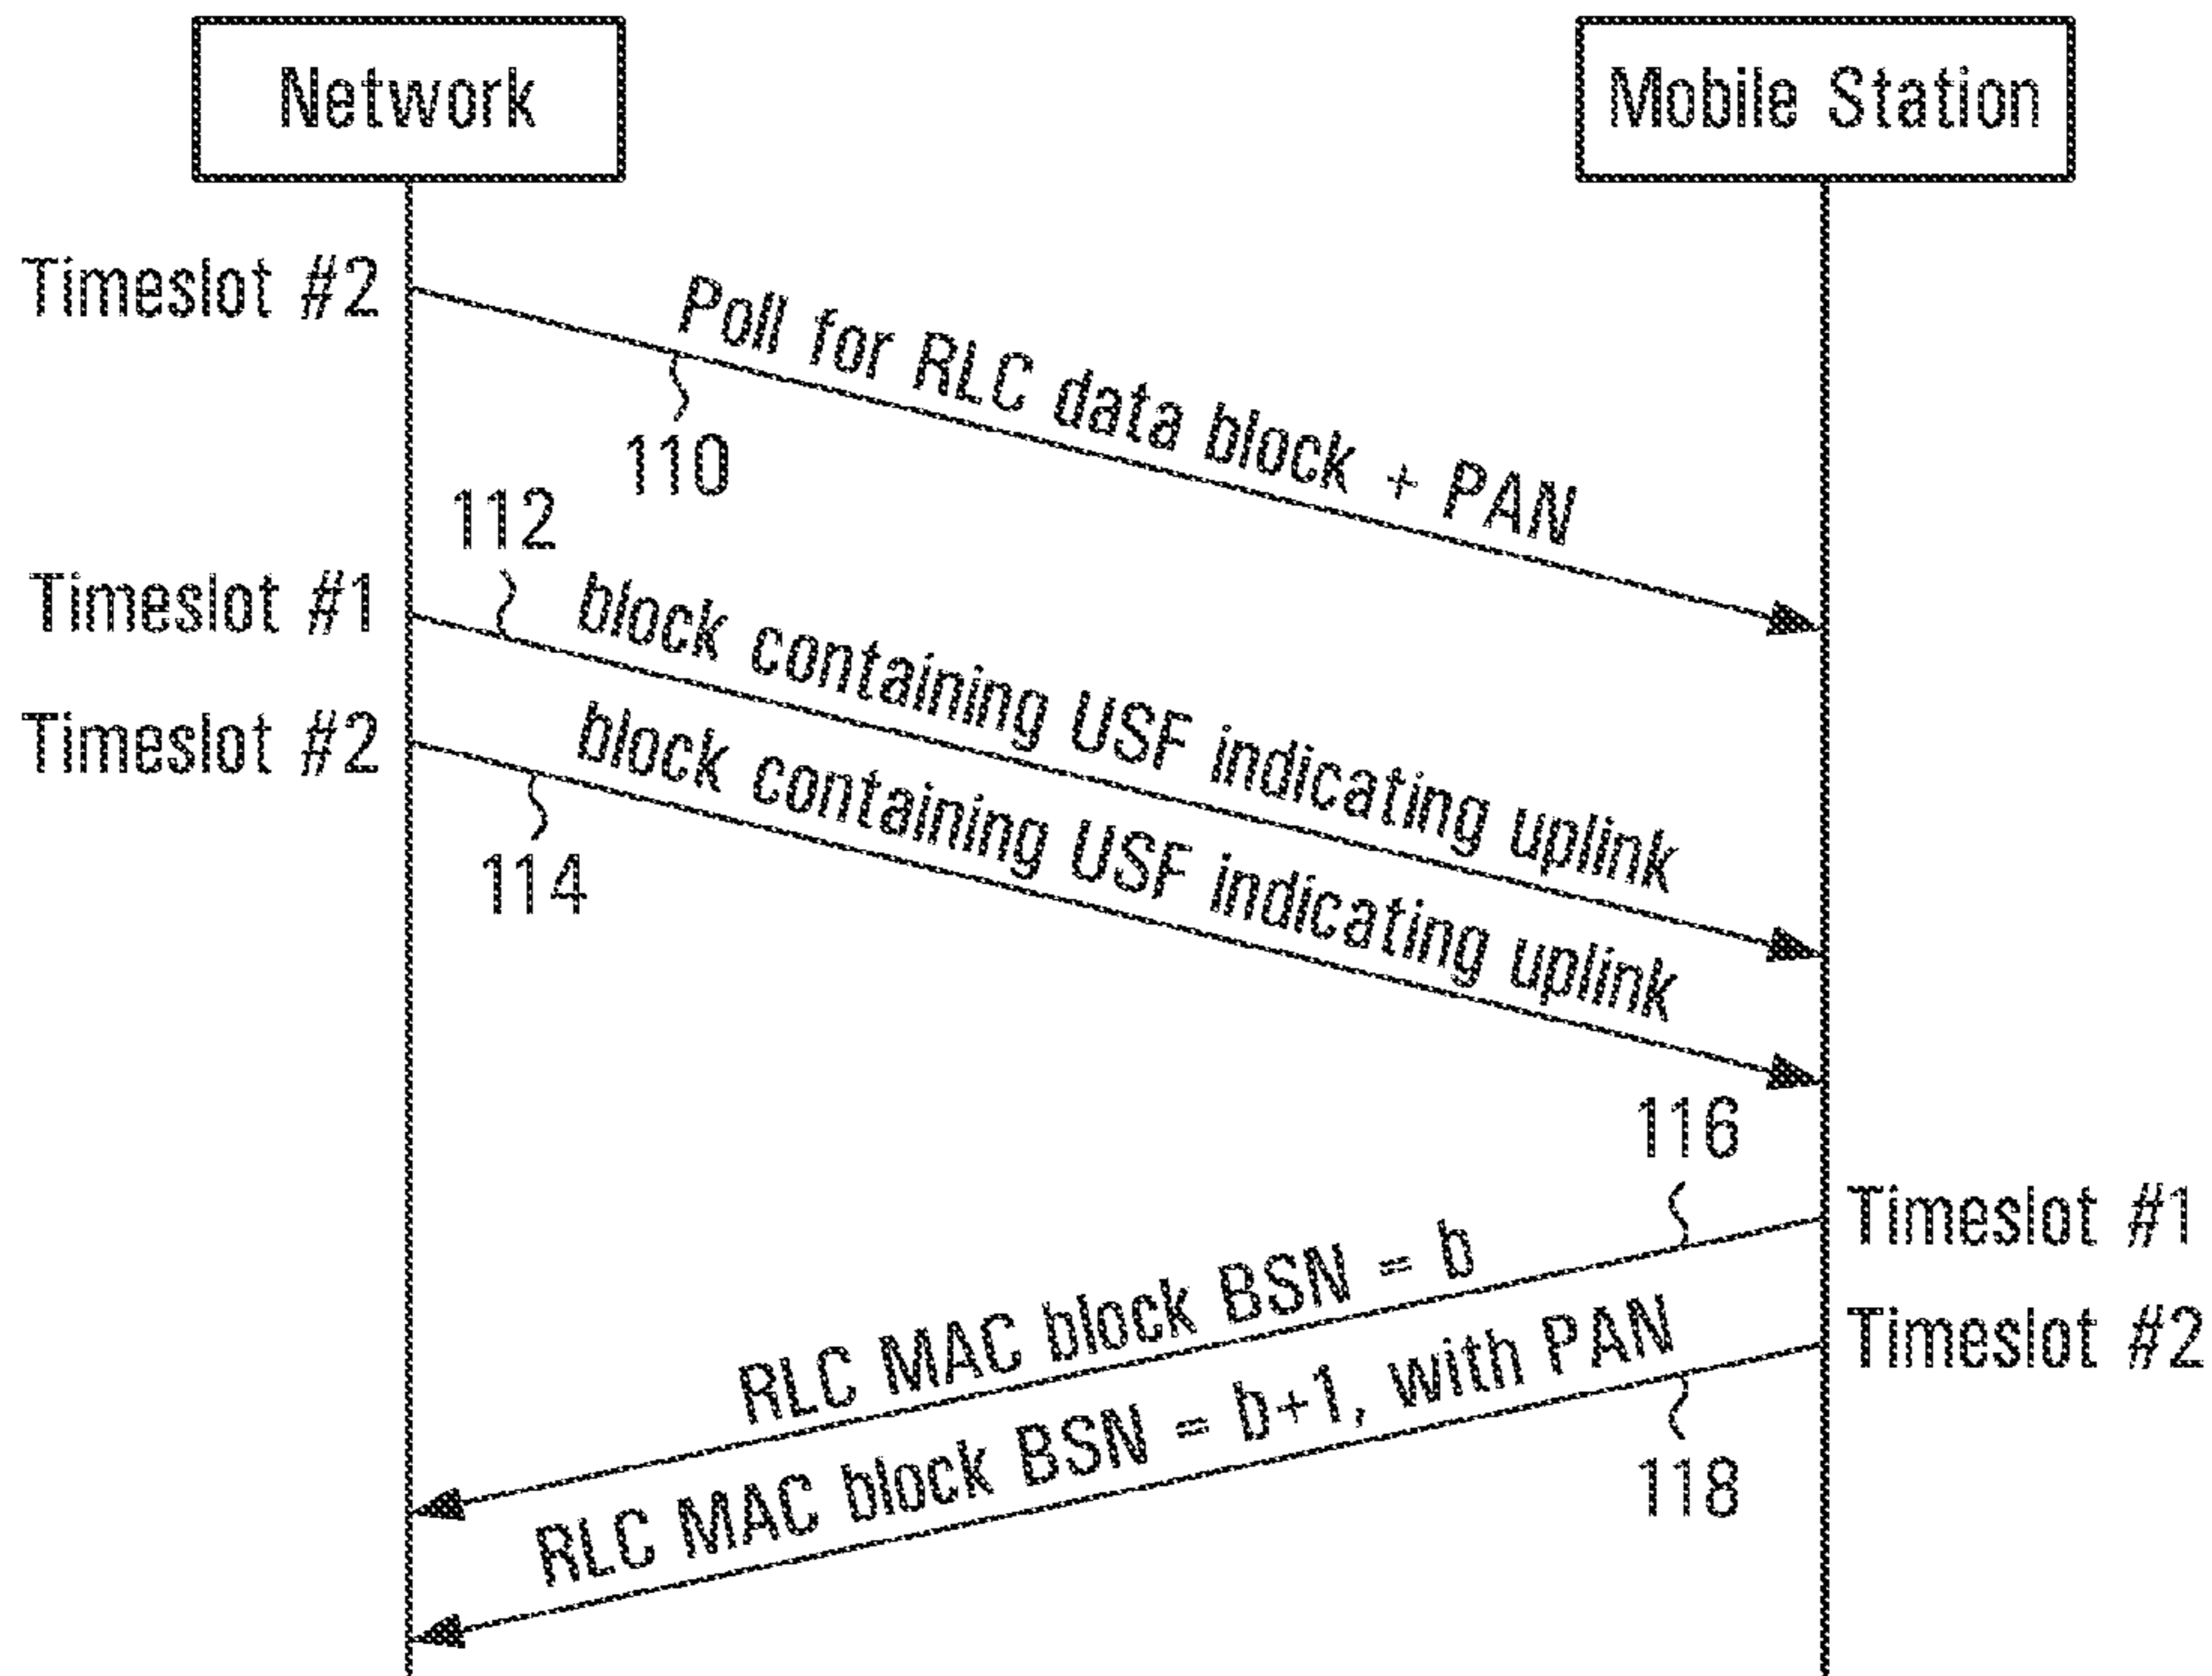 Network
Mobile Station
Timeslot #2
Poll for RLC data block + PAN
110
112
Timeslot #1
block containing USF indicating uplink
Timeslot #2
block containing USF indicating uplink
114
116
Timeslot #1
RLC MAC block BSN = b
Timeslot #2
RLC MAC block BSN = b+1, with PAN
118